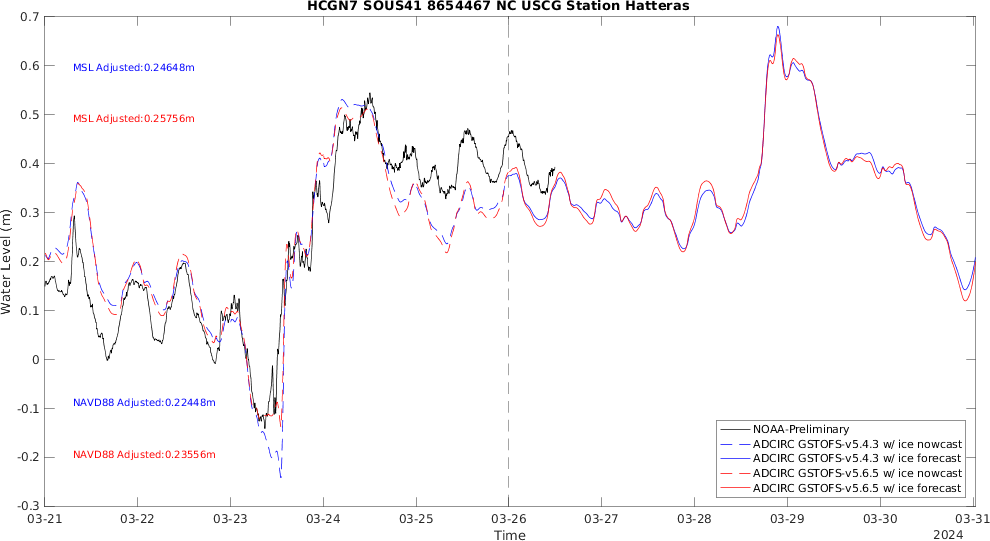 HCGN7 SOUS41 8654467 NC USCG Station Hatteras
0.7
0.6
0.5
0.4
0.3
0.2
0.1
0
-0.1
-0.2
-0.3
Water Level (m)
MSL Adjusted:0.24648m
MSL Adjusted:0.25756m
NAVD88 Adjusted:0.22448m
NAVD88 Adjusted:0.23556m
NOAA-Preliminary
ADCIRC GSTOFS-v5.4.3 w/ ice nowcast
ADCIRC GSTOFS-v5.4.3 w/ ice forecast
ADCIRC GSTOFS-v5.6.5 w/ ice nowcast
ADCIRC GSTOFS-v5.6.5 w/ ice forecast
03-21 03-22 03-23 03-24 03-25 03-26 03-27 03-28 03-29 03-30 03-31
Time
2024